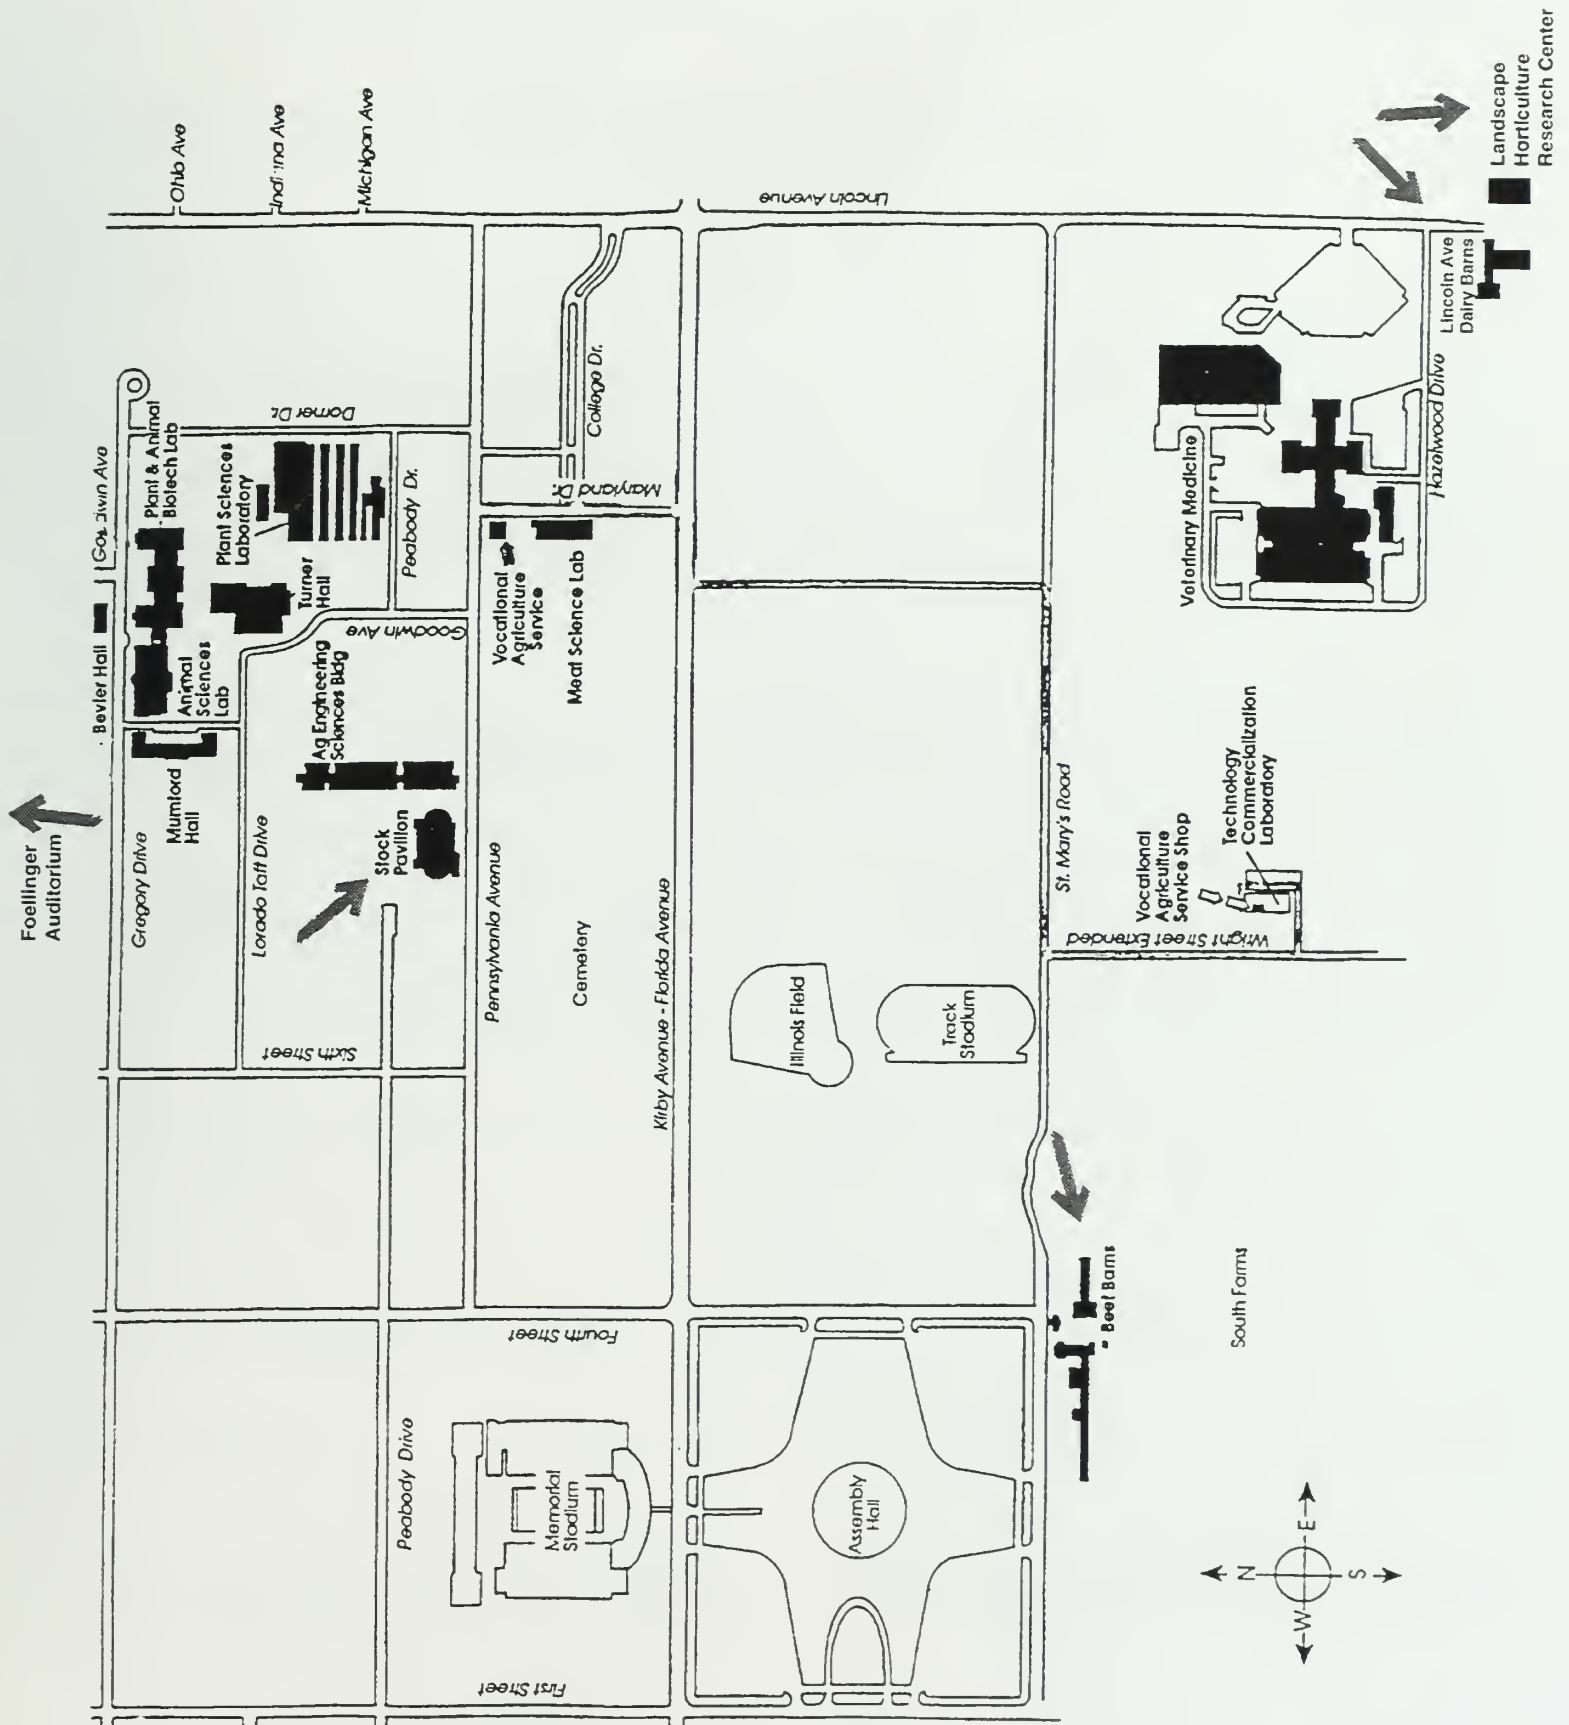 Foellinger
Auditorium
Bevier Hall
Goodwin Ave
Ohio Ave
Indiana Ave
Michigan Ave
Gregory Drive
Mumford
Hall
Animal
Sciences
Lab
Plant & Animal
Biotech Lab
Plant Sciences
Laboratory
Turner
Hall
Dorner Dr.
Lorado Taft Drive
Ag Engineering
Sciences Bldg
Goodwin Ave
Peabody Dr.
Stock
Pavilion
Sixth Street
Peabody Drive
Pennsylvania Avenue
Vocational
Agriculture
Service
Meat Science Lab
Maryland Dr.
College Dr.
Lincoln Avenue
Cemetery
Fourth Street
Memorial
Stadium
First Street
Kirby Avenue - Florida Avenue
Illinois Field
Track
Stadium
Assembly
Hall
St. Mary's Road
Wright Street Extended
Vocational
Agriculture
Service Shop
Technology
Commercialization
Laboratory
Veterinary Medicine
Hazelwood Drive
Lincoln Ave
Dairy Barns
Landscape
Horticulture
Research Center
Beef Barns
South Farms
N
E
S
W